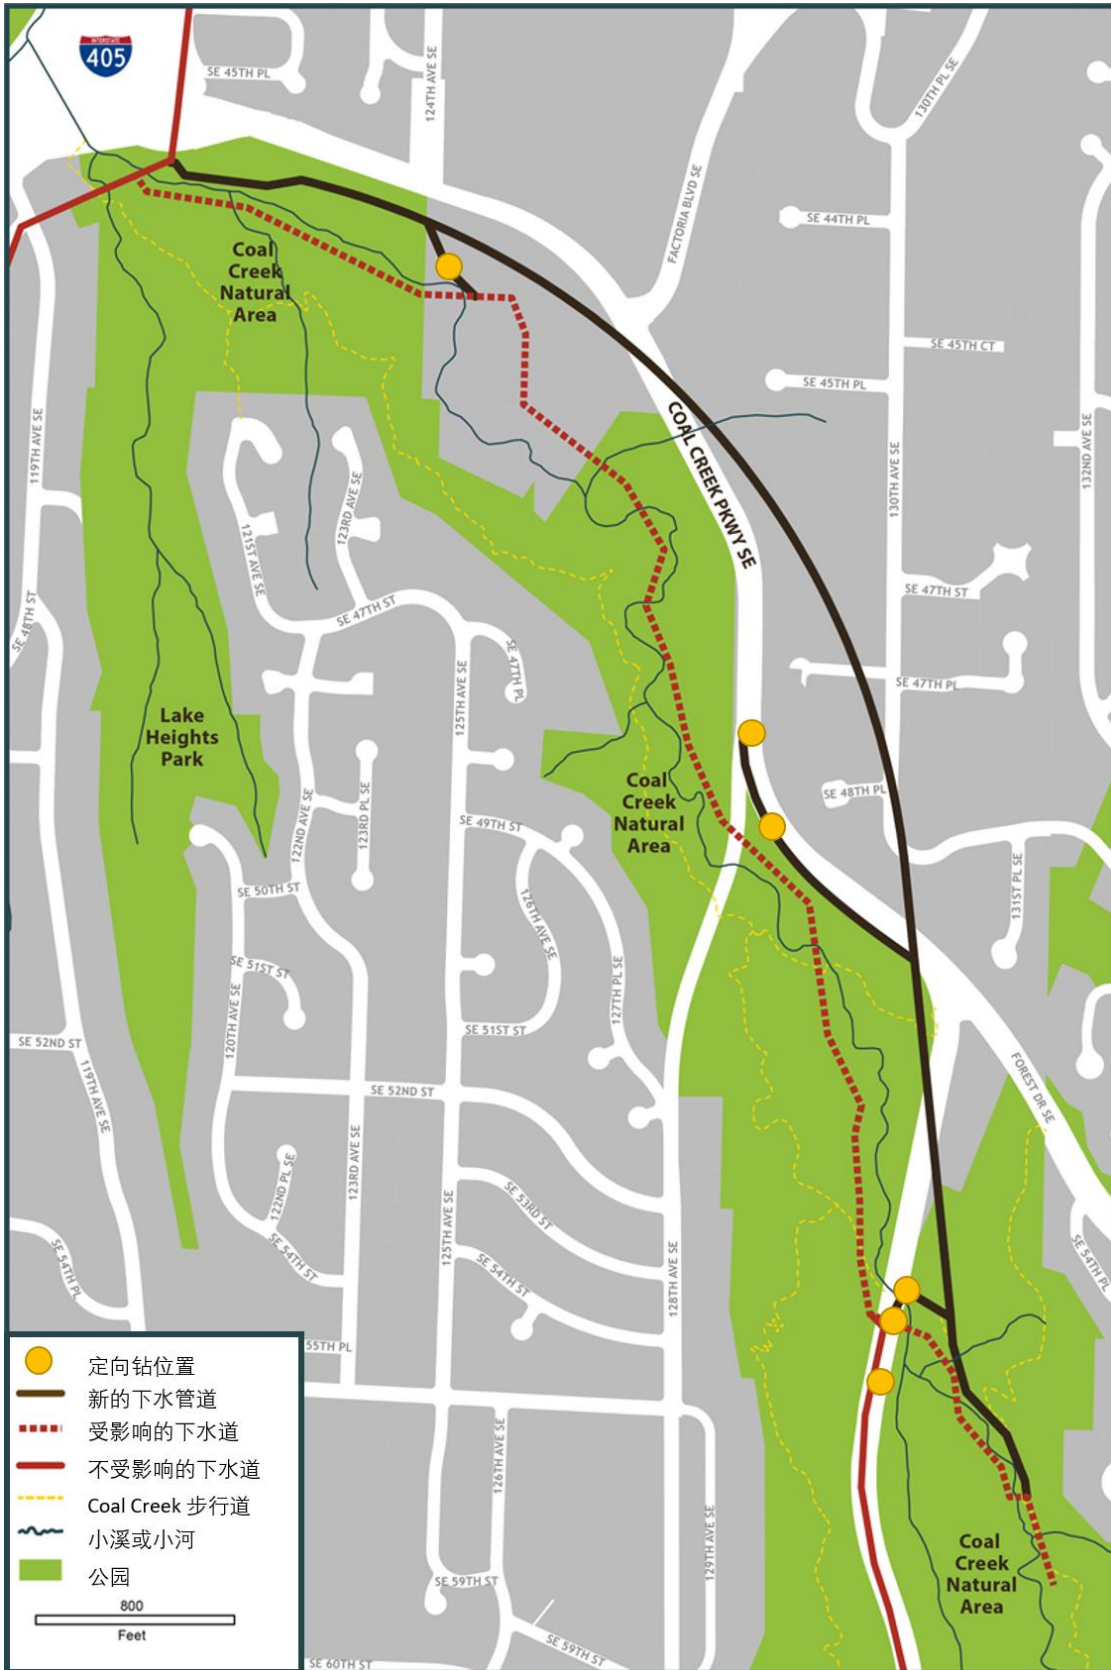 INTERSTATE
405
SE 45TH PL
124TH AVE SE
130TH PL SE
FACTORIA BLVD SE
SE 44TH PL
Coal
Creek
Natural
Area
SE 45TH CT
SE 45TH PL
COAL CREEK PKWY SE
119TH AVE SE
130TH AVE SE
132ND AVE SE
121ST AVE SE
123RD AVE SE
SE 47TH ST
SE 47TH ST
SE 48TH ST
SE 47TH PL
SE 47TH PL
125TH AVE SE
Lake
Heights
Park
Coal
Creek
Natural
Area
SE 48TH PL
123RD PL SE
122ND AVE SE
SE 49TH ST
SE 50TH ST
126TH AVE SE
131ST PL SE
SE 51ST ST
127TH PL SE
120TH AVE SE
SE 51ST ST
SE 52ND ST
119TH AVE SE
SE 52ND ST
FOREST DR SE
123RD AVE SE
122ND PL SE
SE 53RD ST
125TH AVE SE
SE 54TH ST
SE 54TH ST
SE 54TH PL
SE 54TH PL
128TH AVE SE
55TH PL
126TH AVE SE
129TH AVE SE
SE 59TH ST
SE 59TH ST
SE 60TH ST
Coal
Creek
Natural
Area
定向钻位置
新的下水管道
受影响的下水道
不受影响的下水道
Coal Creek 步行道
小溪或小河
公园
800
Feet